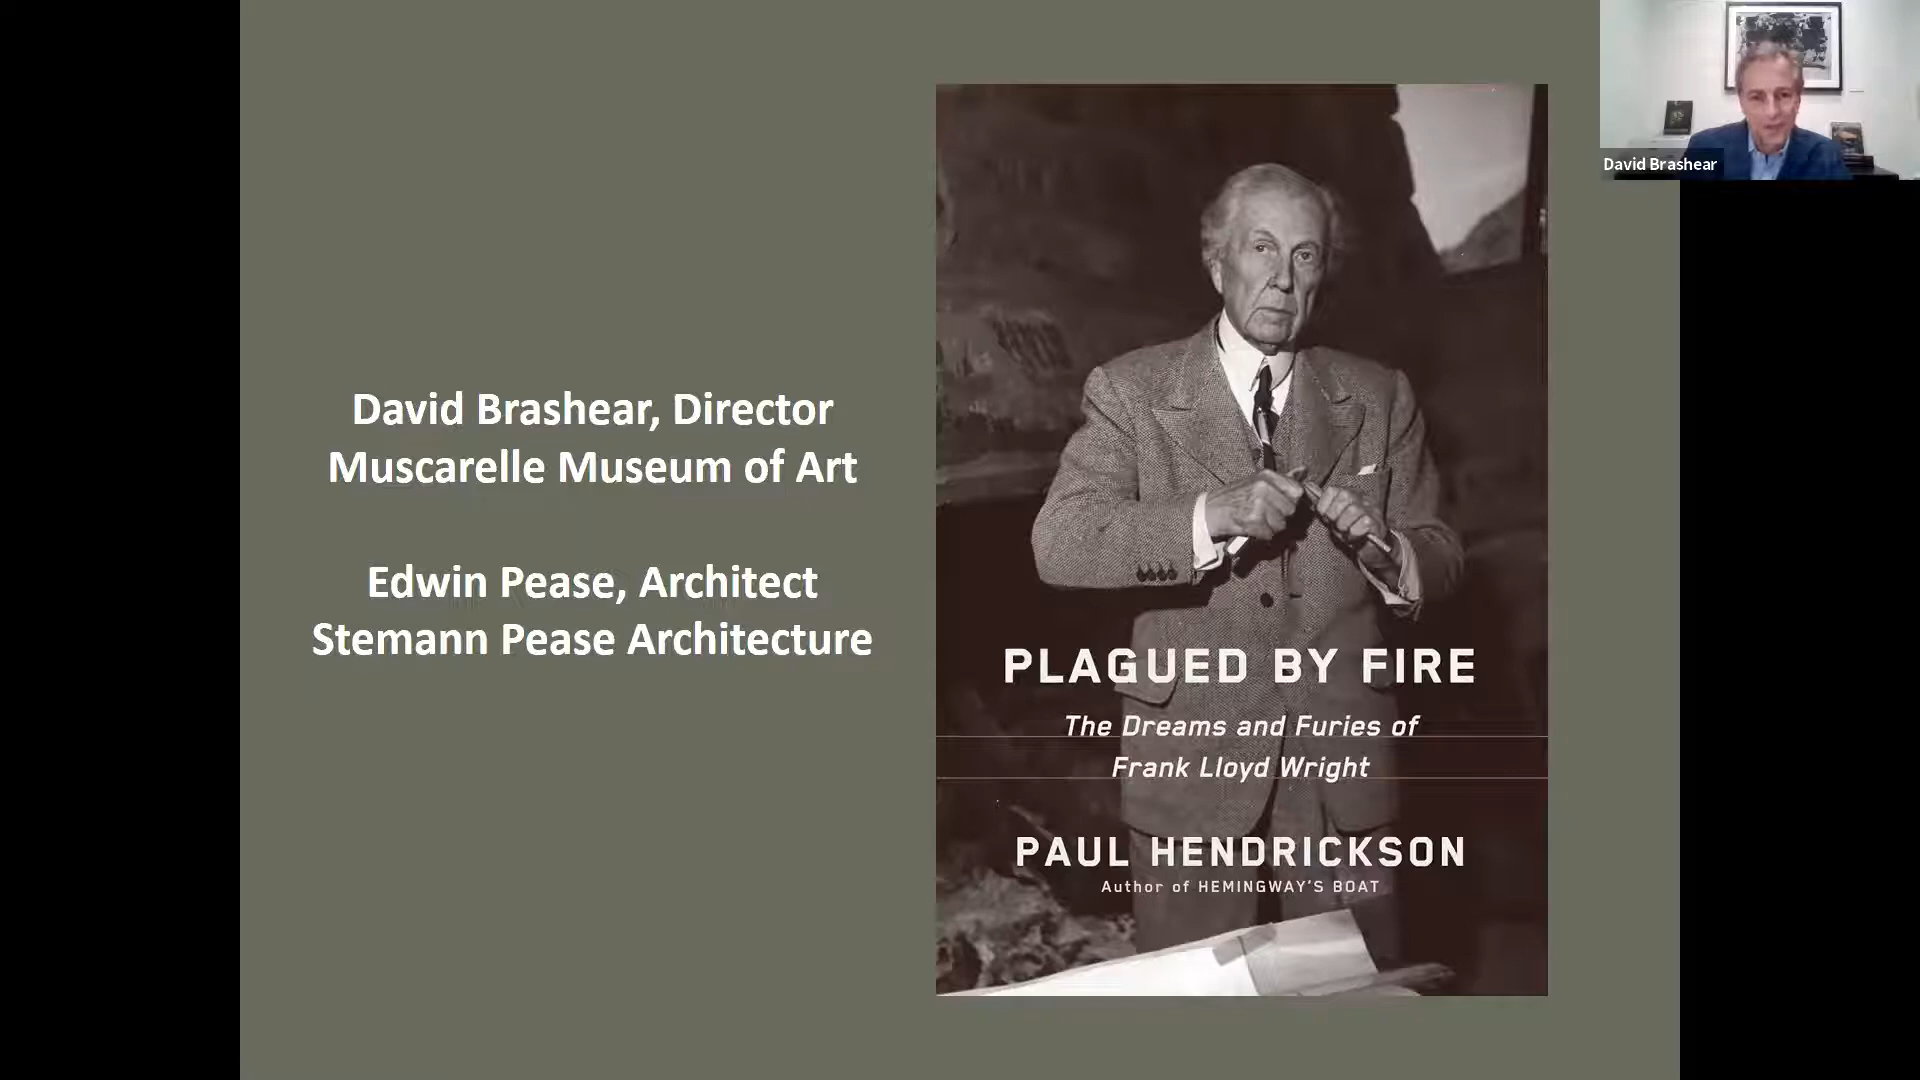 David Brashear, Director
Muscarelle Museum of Art
Edwin Pease, Architect
Stemann Pease Architecture
PLAGUED BY FIRE
The Dreams and Furies of
Frank Lloyd Wright
PAUL HENDRICKSON
Author of HEMINGWAY'S BOAT
David Brashear